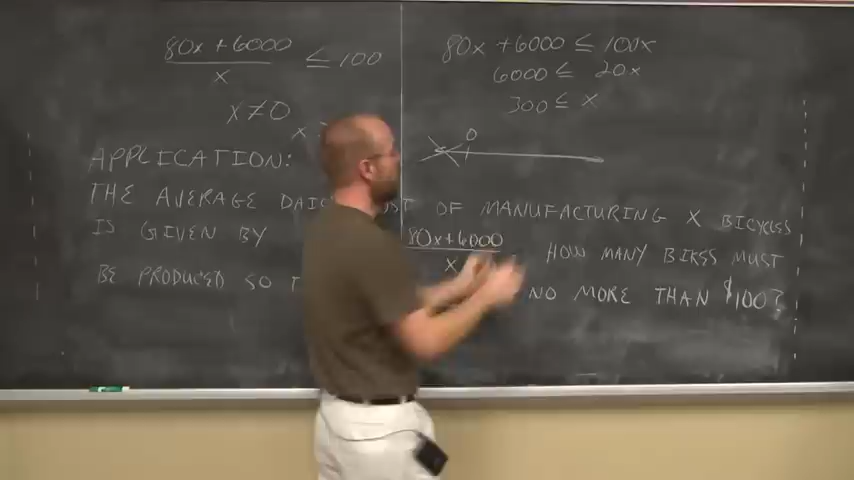 80x + 6000
x
≤ 100
x ≠ 0
x
80x + 6000 ≤ 100x
6000 ≤ 20x
300 ≤ x
0
APPLICATION:
THE AVERAGE OF MANUFACTURING X BICYCLES
IS GIVEN BY 80x+6000 HOW MANY BIKES MUST
x
BE PRODUCED SO NO MORE THAN $100?